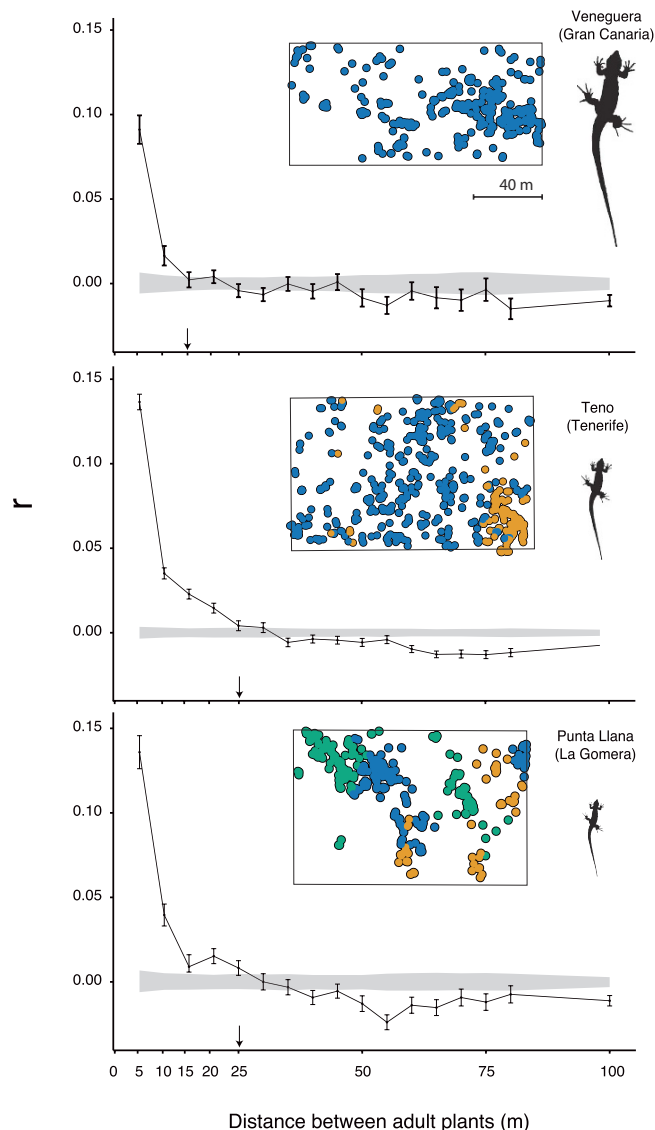 Veneguera
(Gran Canaria)
0.15
0.10
0.05
0.00
40 m
Teno
(Tenerife)
0.15
0.10
0.05
0.00
r
Punta Llana
(La Gomera)
0.15
0.10
0.05
0.00
0 5 10 15 20 25 50 75 100
Distance between adult plants (m)